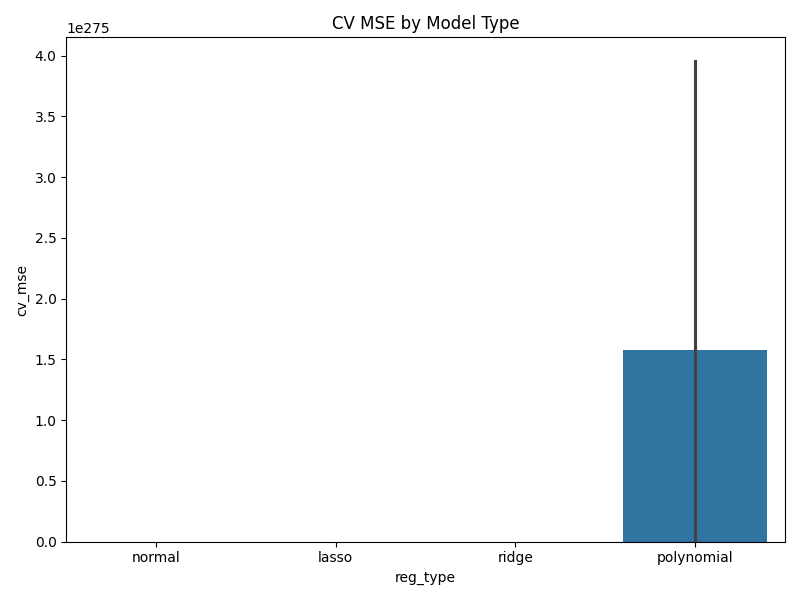 CV MSE by Model Type
1e275
4.0
3.5
3.0
2.5
2.0
1.5
1.0
0.5
0.0
cv_mse
normal lasso ridge polynomial
reg_type